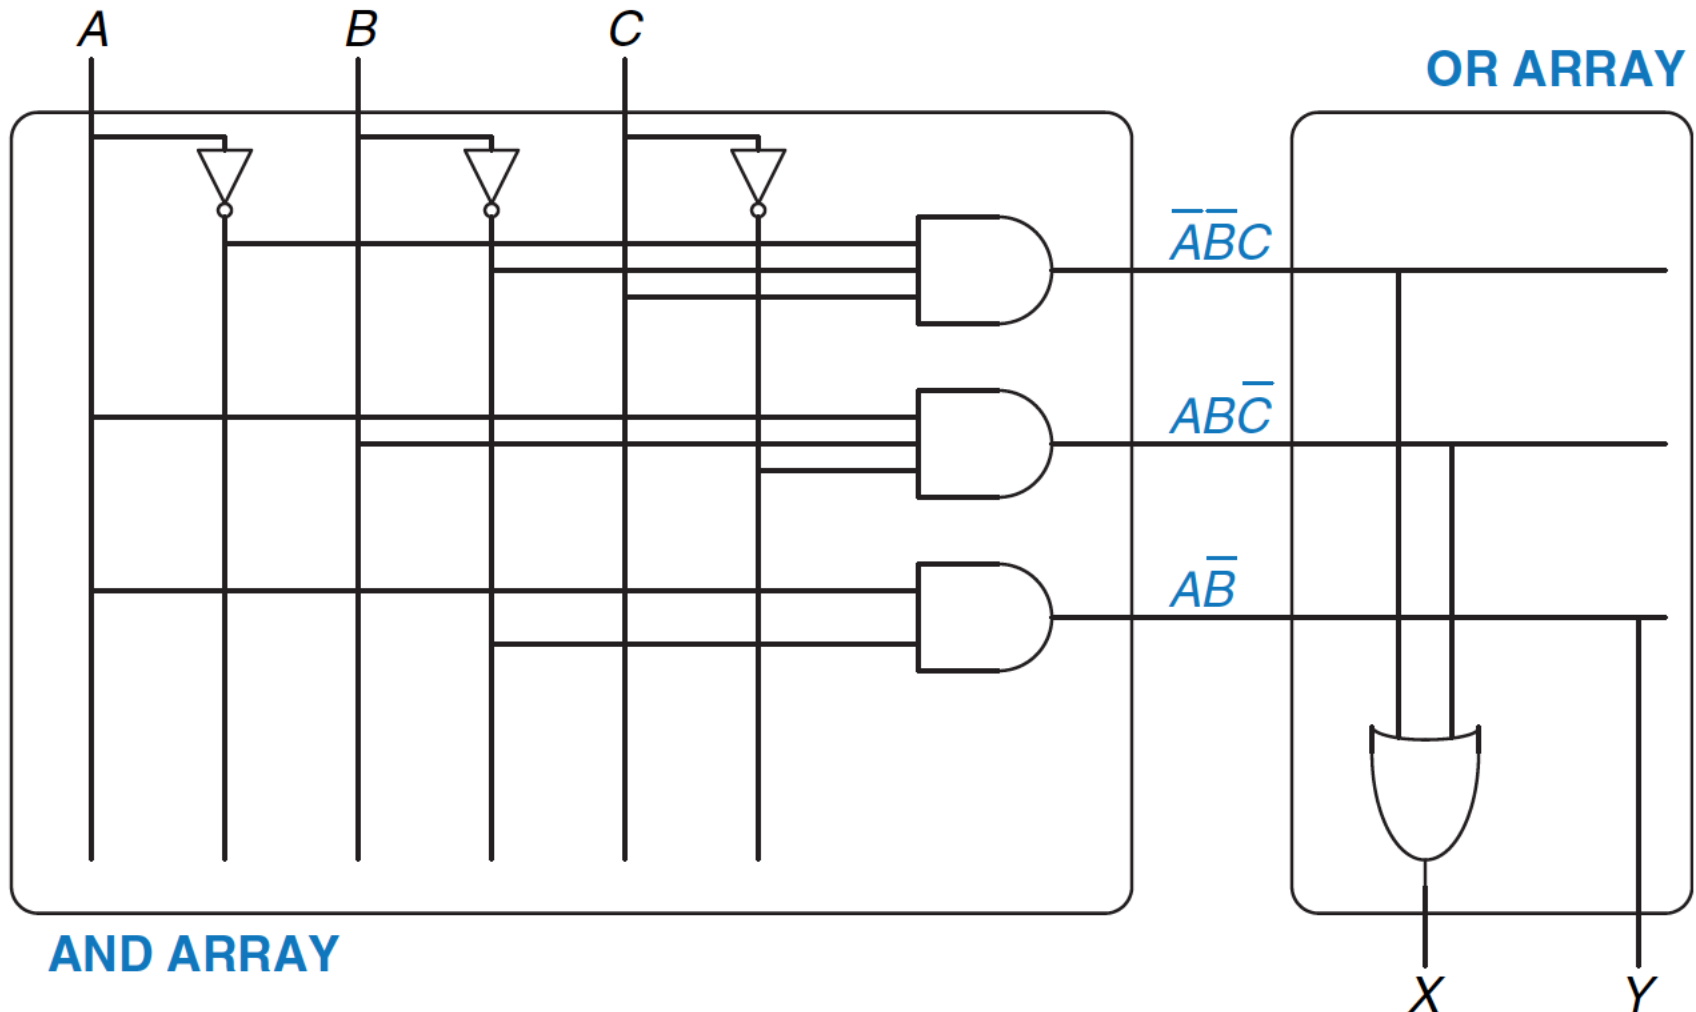 A B C
OR ARRAY
A̅B̅C
ABC̅
AB̅
AND ARRAY
X Y